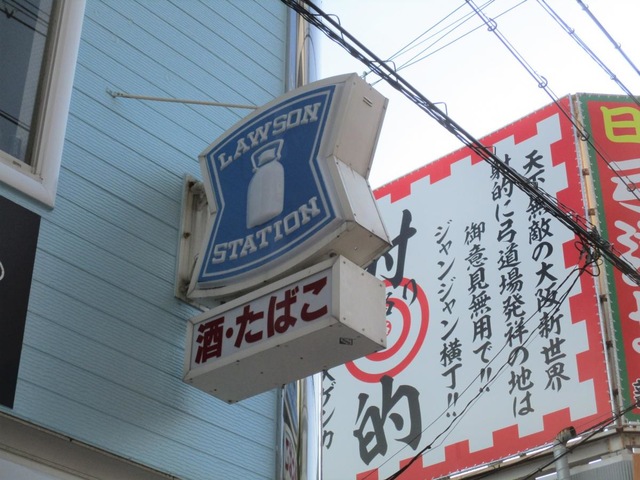 LAWSON
STATION
酒・たばこ
天下無敵の大阪新世界
射的に弓道場発祥の地は
御意見無用で!!
ジャンジャン横丁!!
射的
日